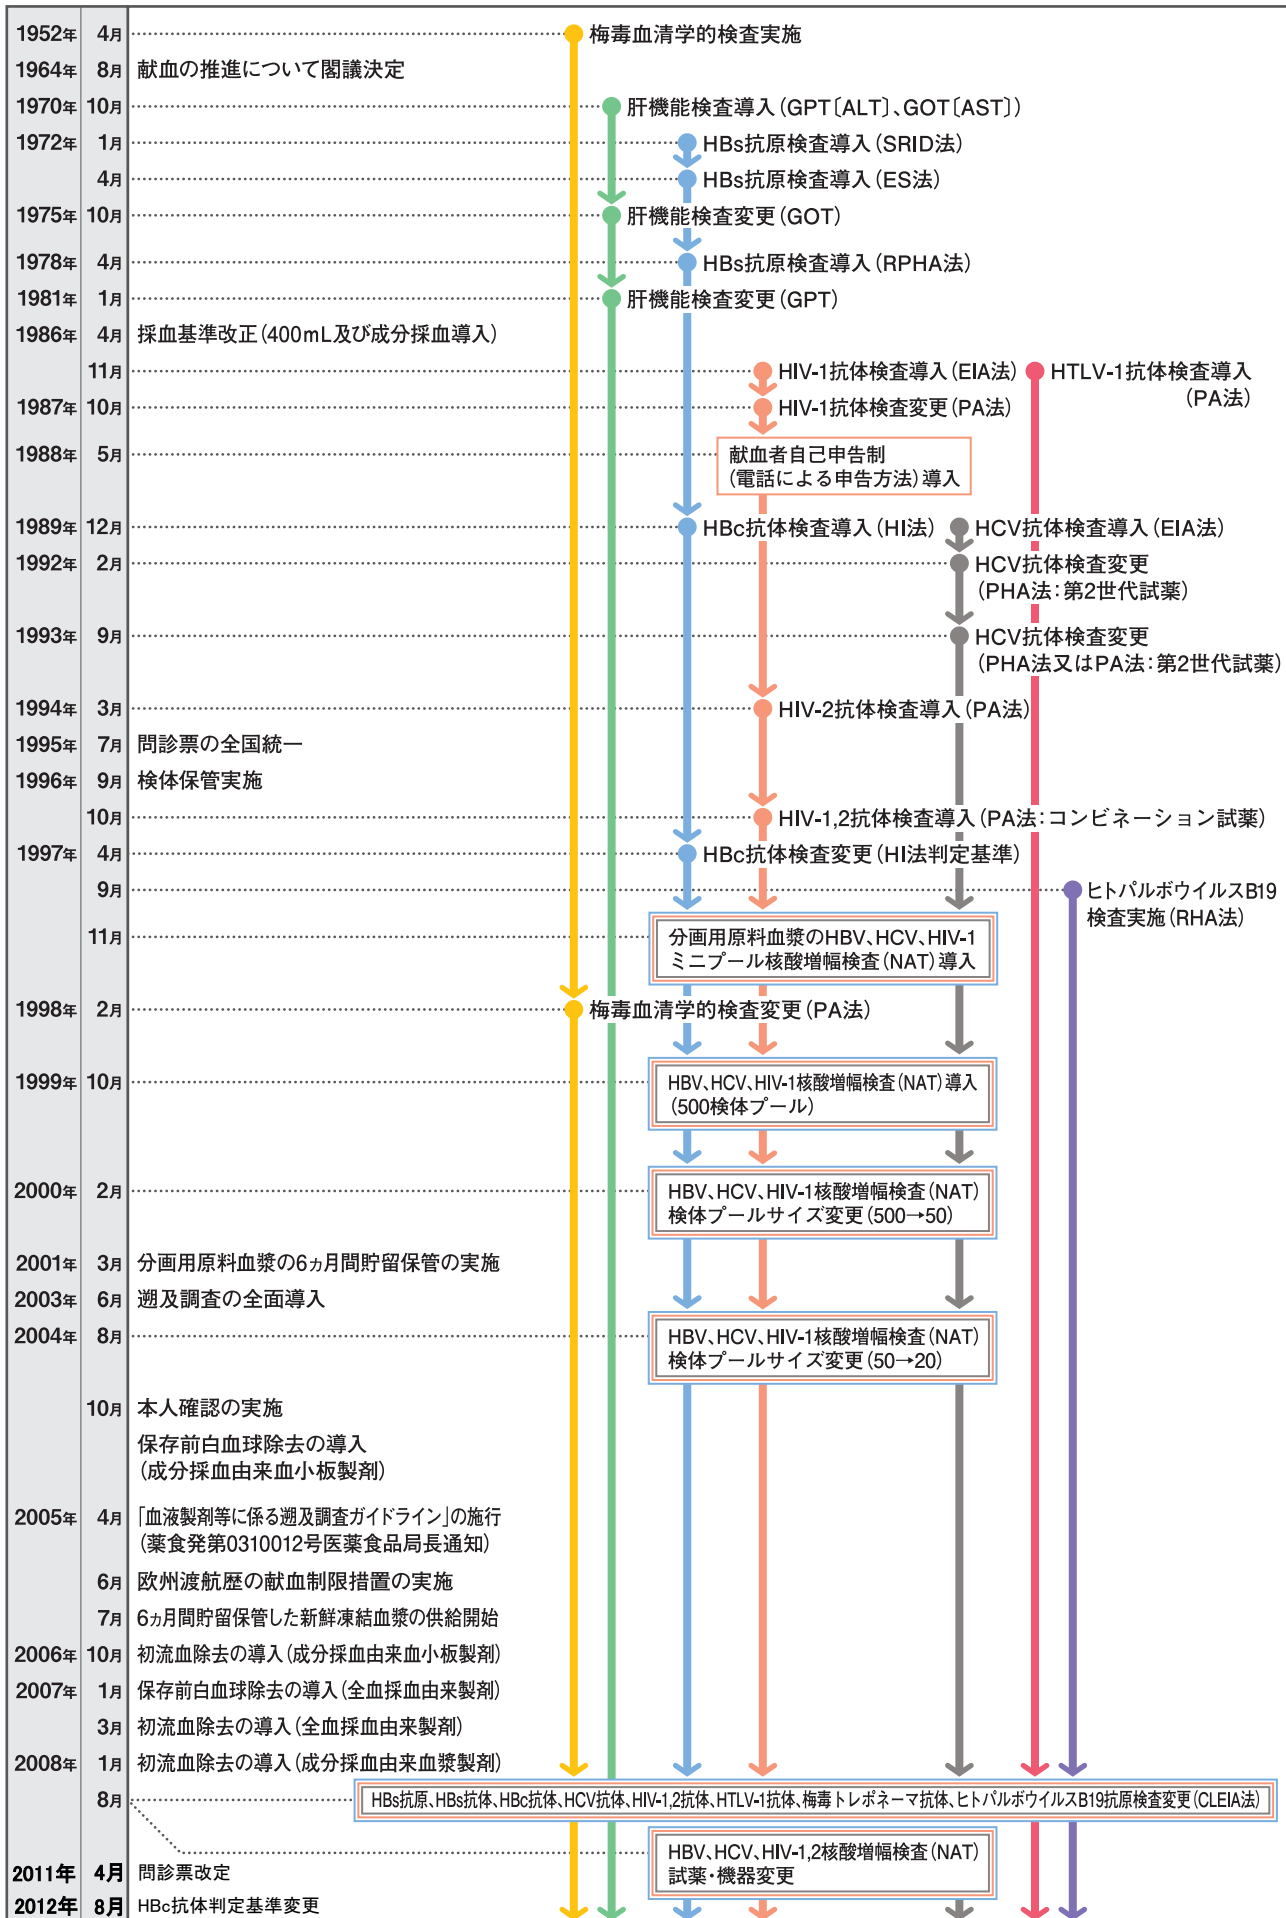 1952年 4月 梅毒血清学的検査実施
1964年 8月 献血の推進について閣議決定
1970年 10月 肝機能検査導入(GPT〔ALT〕、GOT〔AST〕)
1972年 1月 HBs抗原検査導入(SRID法)
4月 HBs抗原検査導入(ES法)
1975年 10月 肝機能検査変更(GOT)
1978年 4月 HBs抗原検査導入(RPHA法)
1981年 1月 肝機能検査変更(GPT)
1986年 4月 採血基準改正(400mL及び成分採血導入)
11月 HIV-1抗体検査導入(EIA法) HTLV-1抗体検査導入
(PA法)
1987年 10月 HIV-1抗体検査変更(PA法)
1988年 5月 献血者自己申告制
(電話による申告方法)導入
1989年 12月 HBc抗体検査導入(HI法) HCV抗体検査導入(EIA法)
1992年 2月 HCV抗体検査変更
(PHA法:第2世代試薬)
1993年 9月 HCV抗体検査変更
(PHA法又はPA法:第2世代試薬)
1994年 3月 HIV-2抗体検査導入(PA法)
1995年 7月 問診票の全国統一
1996年 9月 検体保管実施
10月 HIV-1,2抗体検査導入(PA法:コンビネーション試薬)
1997年 4月 HBc抗体検査変更(HI法判定基準)
9月 ヒトパルボウイルスB19
検査実施(RHA法)
11月 分画用原料血漿のHBV、HCV、HIV-1
ミニプール核酸増幅検査(NAT)導入
1998年 2月 梅毒血清学的検査変更(PA法)
1999年 10月 HBV、HCV、HIV-1核酸増幅検査(NAT)導入
(500検体プール)
2000年 2月 HBV、HCV、HIV-1核酸増幅検査(NAT)
検体プールサイズ変更(500→50)
2001年 3月 分画用原料血漿の6ヵ月間貯留保管の実施
2003年 6月 遡及調査の全面導入
2004年 8月 HBV、HCV、HIV-1核酸増幅検査(NAT)
検体プールサイズ変更(50→20)
10月 本人確認の実施
保存前白血球除去の導入
(成分採血由来血小板製剤)
2005年 4月 「血液製剤等に係る遡及調査ガイドライン」の施行
(薬食発第0310012号医薬食品局長通知)
6月 欧州渡航歴の献血制限措置の実施
7月 6ヵ月間貯留保管した新鮮凍結血漿の供給開始
2006年 10月 初流血除去の導入(成分採血由来血小板製剤)
2007年 1月 保存前白血球除去の導入(全血採血由来製剤)
3月 初流血除去の導入(全血採血由来製剤)
2008年 1月 初流血除去の導入(成分採血由来血漿製剤)
8月 HBs抗原、HBs抗体、HBc抗体、HCV抗体、HIV-1,2抗体、HTLV-1抗体、梅毒トレポネーマ抗体、ヒトパルボウイルスB19抗原検査変更(CLEIA法)
HBV、HCV、HIV-1,2核酸増幅検査(NAT)
試薬・機器変更
2011年 4月 問診票改定
2012年 8月 HBc抗体判定基準変更